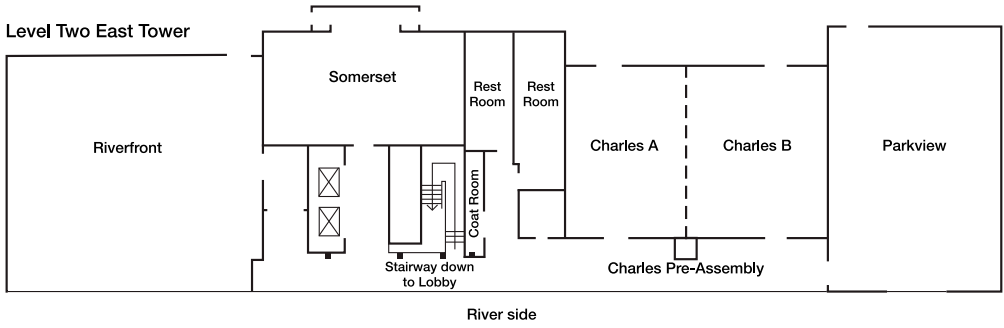 Level Two East Tower
Somerset
Rest
Room
Rest
Room
Riverfront
Charles A
Charles B
Parkview
Coat Room
Stairway down
to Lobby
Charles Pre-Assembly
River side